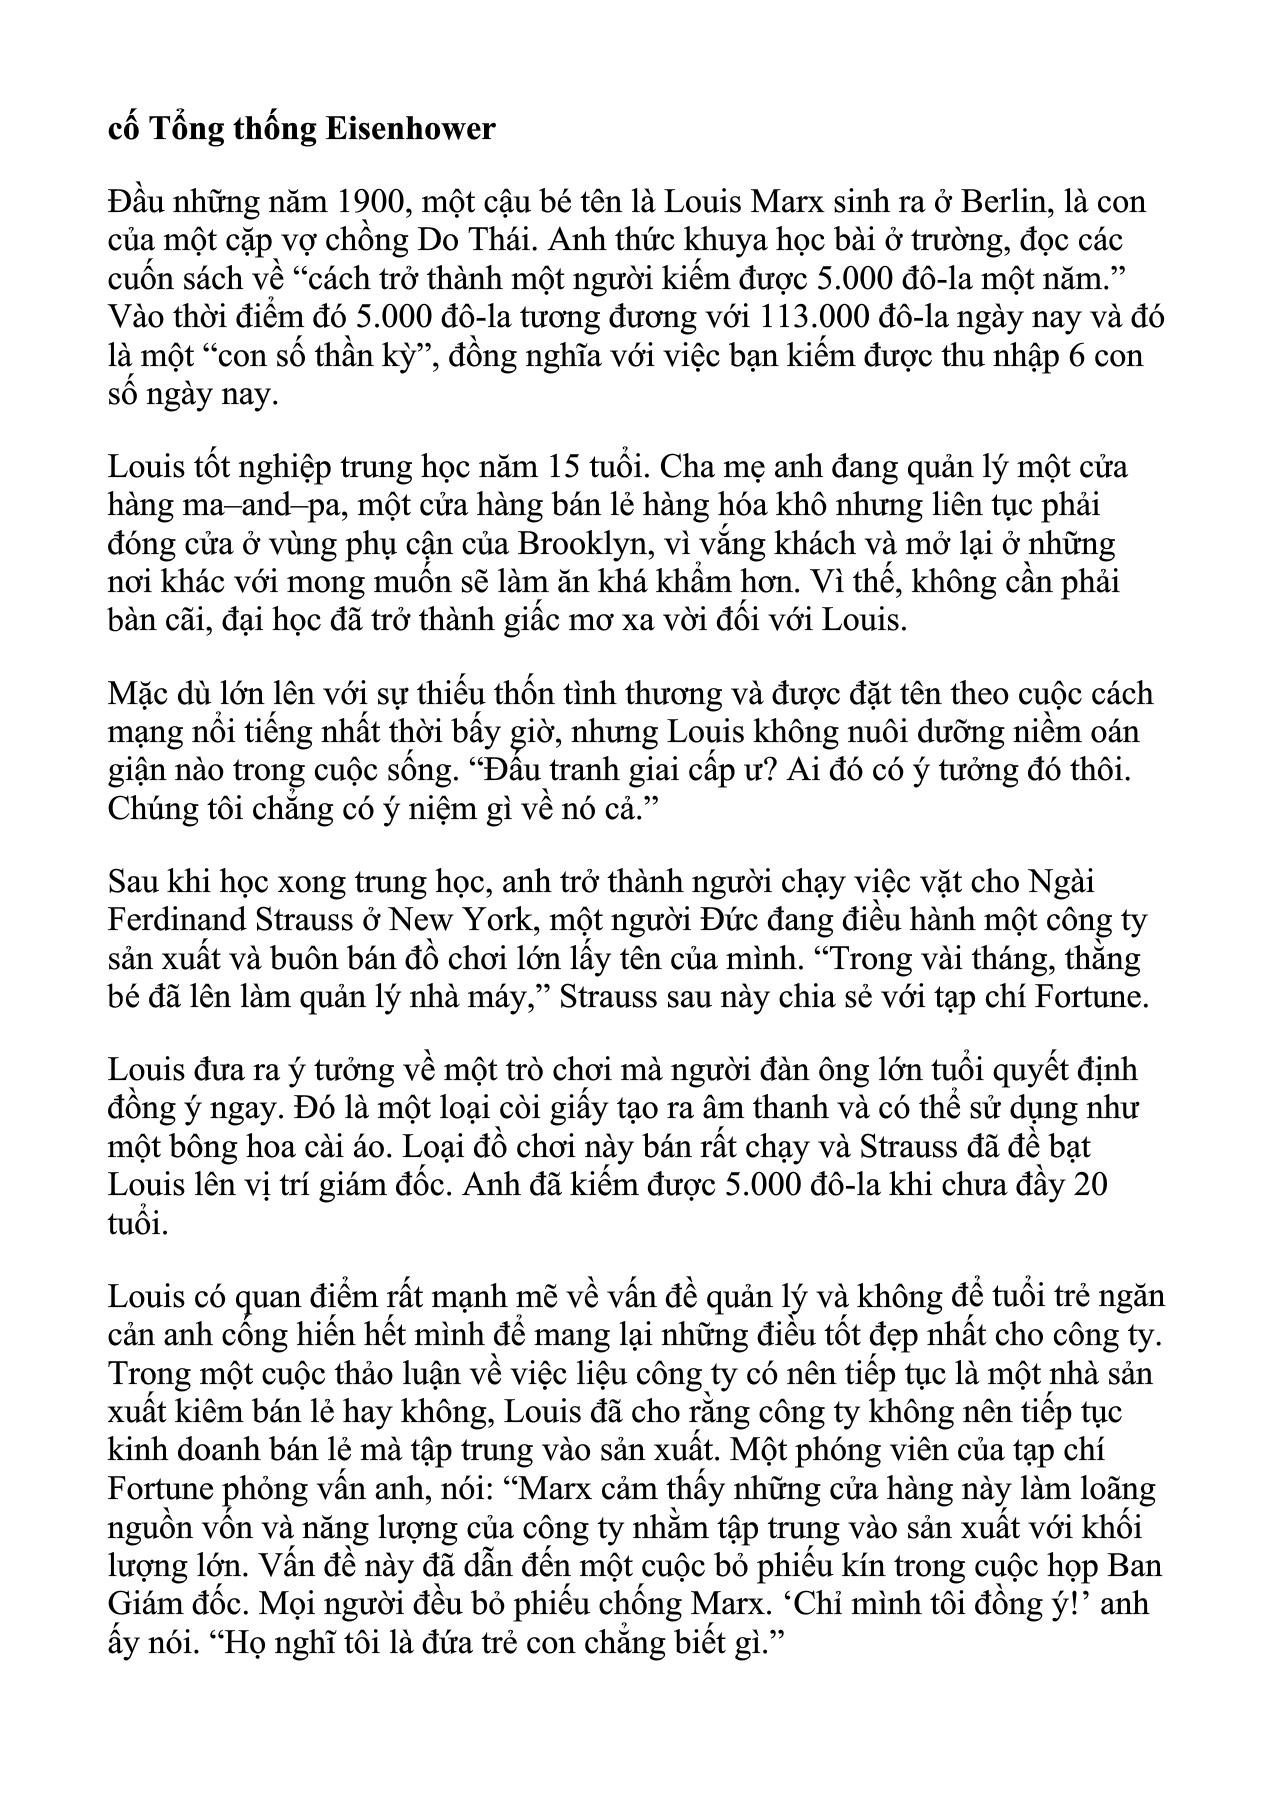 cố Tổng thống Eisenhower
Đầu những năm 1900, một cậu bé tên là Louis Marx sinh ra ở Berlin, là con
của một cặp vợ chồng Do Thái. Anh thức khuya học bài ở trường, đọc các
cuốn sách về “cách trở thành một người kiếm được 5.000 đô-la một năm.”
Vào thời điểm đó 5.000 đô-la tương đương với 113.000 đô-la ngày nay và đó
là một “con số thần kỳ”, đồng nghĩa với việc bạn kiếm được thu nhập 6 con
số ngày nay.
Louis tốt nghiệp trung học năm 15 tuổi. Cha mẹ anh đang quản lý một cửa
hàng ma–and–pa, một cửa hàng bán lẻ hàng hóa khô nhưng liên tục phải
đóng cửa ở vùng phụ cận của Brooklyn, vì vắng khách và mở lại ở những
nơi khác với mong muốn sẽ làm ăn khá khẩm hơn. Vì thế, không cần phải
bàn cãi, đại học đã trở thành giấc mơ xa vời đối với Louis.
Mặc dù lớn lên với sự thiếu thốn tình thương và được đặt tên theo cuộc cách
mạng nổi tiếng nhất thời bấy giờ, nhưng Louis không nuôi dưỡng niềm oán
giận nào trong cuộc sống. “Đấu tranh giai cấp ư? Ai đó có ý tưởng đó thôi.
Chúng tôi chẳng có ý niệm gì về nó cả.”
Sau khi học xong trung học, anh trở thành người chạy việc vặt cho Ngài
Ferdinand Strauss ở New York, một người Đức đang điều hành một công ty
sản xuất và buôn bán đồ chơi lớn lấy tên của mình. “Trong vài tháng, thằng
bé đã lên làm quản lý nhà máy,” Strauss sau này chia sẻ với tạp chí Fortune.
Louis đưa ra ý tưởng về một trò chơi mà người đàn ông lớn tuổi quyết định
đồng ý ngay. Đó là một loại còi giấy tạo ra âm thanh và có thể sử dụng như
một bông hoa cài áo. Loại đồ chơi này bán rất chạy và Strauss đã đề bạt
Louis lên vị trí giám đốc. Anh đã kiếm được 5.000 đô-la khi chưa đầy 20
tuổi.
Louis có quan điểm rất mạnh mẽ về vấn đề quản lý và không để tuổi trẻ ngăn
cản anh cống hiến hết mình để mang lại những điều tốt đẹp nhất cho công ty.
Trong một cuộc thảo luận về việc liệu công ty có nên tiếp tục là một nhà sản
xuất kiêm bán lẻ hay không, Louis đã cho rằng công ty không nên tiếp tục
kinh doanh bán lẻ mà tập trung vào sản xuất. Một phóng viên của tạp chí
Fortune phỏng vấn anh, nói: “Marx cảm thấy những cửa hàng này làm loãng
nguồn vốn và năng lượng của công ty nhằm tập trung vào sản xuất với khối
lượng lớn. Vấn đề này đã dẫn đến một cuộc bỏ phiếu kín trong cuộc họp Ban
Giám đốc. Mọi người đều bỏ phiếu chống Marx. ‘Chỉ mình tôi đồng ý!’ anh
ấy nói. “Họ nghĩ tôi là đứa trẻ con chẳng biết gì.”